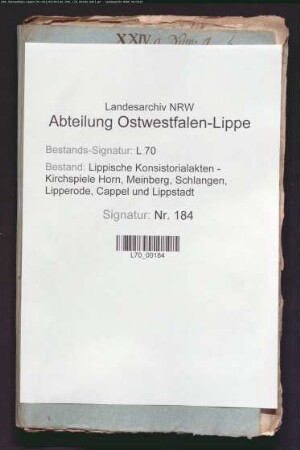 XXIV
Landesarchiv NRW
Abteilung Ostwestfalen-Lippe
Bestands-Signatur: L 70
Bestand: Lippische Konsistorialakten -
Kirchspiele Horn, Meinberg, Schlangen,
Lipperode, Cappel und Lippstadt
Signatur: Nr. 184
L70_00184